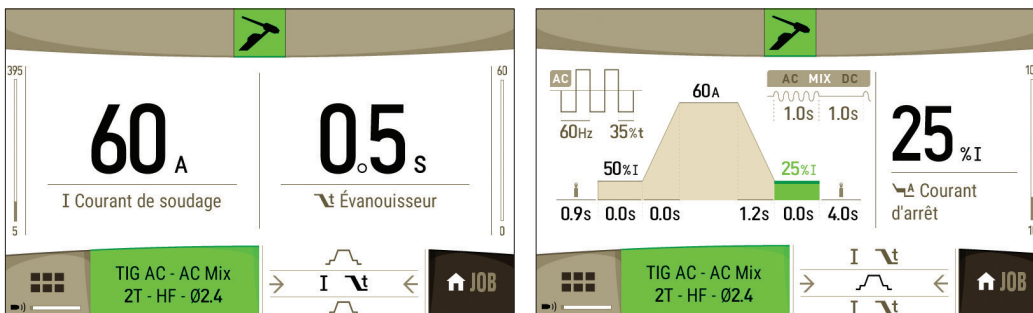 395
60
60 A
0.5 s
I Courant de soudage
t Évanouisseur
5
0
TIG AC - AC Mix
2T - HF - Ø2.4
I t
JOB
AC
60Hz 35%t
60A
AC MIX DC
1.0s 1.0s
50%I
25%I
0.9s 0.0s 0.0s 1.2s 0.0s 4.0s
25 %I
A Courant
d'arrêt
TIG AC - AC Mix
2T - HF - Ø2.4
I t
I t
JOB